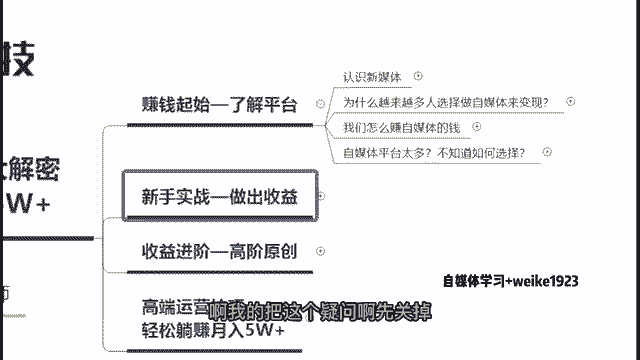 技
赚钱起始—了解平台
认识新媒体
为什么越来越多人选择做自媒体来变现?
我们怎么赚自媒体的钱
自媒体平台太多?不知道如何选择?
解密
W+
新手实战—做出收益
收益进阶—高阶原创
自媒体学习+weike1923
师
高端运营
轻松躺赚月入5W+
啊我的把这个疑问啊先关掉